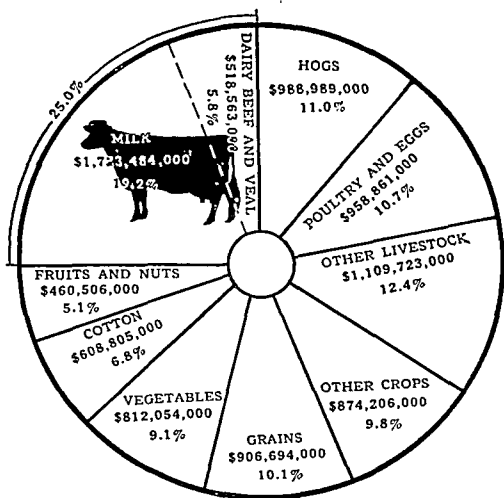 25.0%
DAIRY BEEF AND VEAL
$518,563,000
5.8%
MILK
$1,723,484,000
19.2%
HOGS
$988,989,000
11.0%
POULTRY AND EGGS
$958,861,000
10.7%
OTHER LIVESTOCK
$1,109,723,000
12.4%
OTHER CROPS
$874,206,000
9.8%
GRAINS
$906,694,000
10.1%
VEGETABLES
$812,054,000
9.1%
COTTON
$608,805,000
6.8%
FRUITS AND NUTS
$460,506,000
5.1%